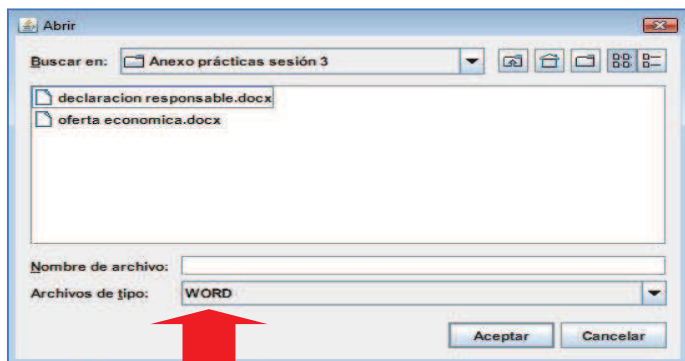 Abrir
Buscar en: Anexo prácticas sesión 3
declaracion responsable.docx
oferta economica.docx
Nombre de archivo:
Archivos de tipo: WORD
Aceptar Cancelar